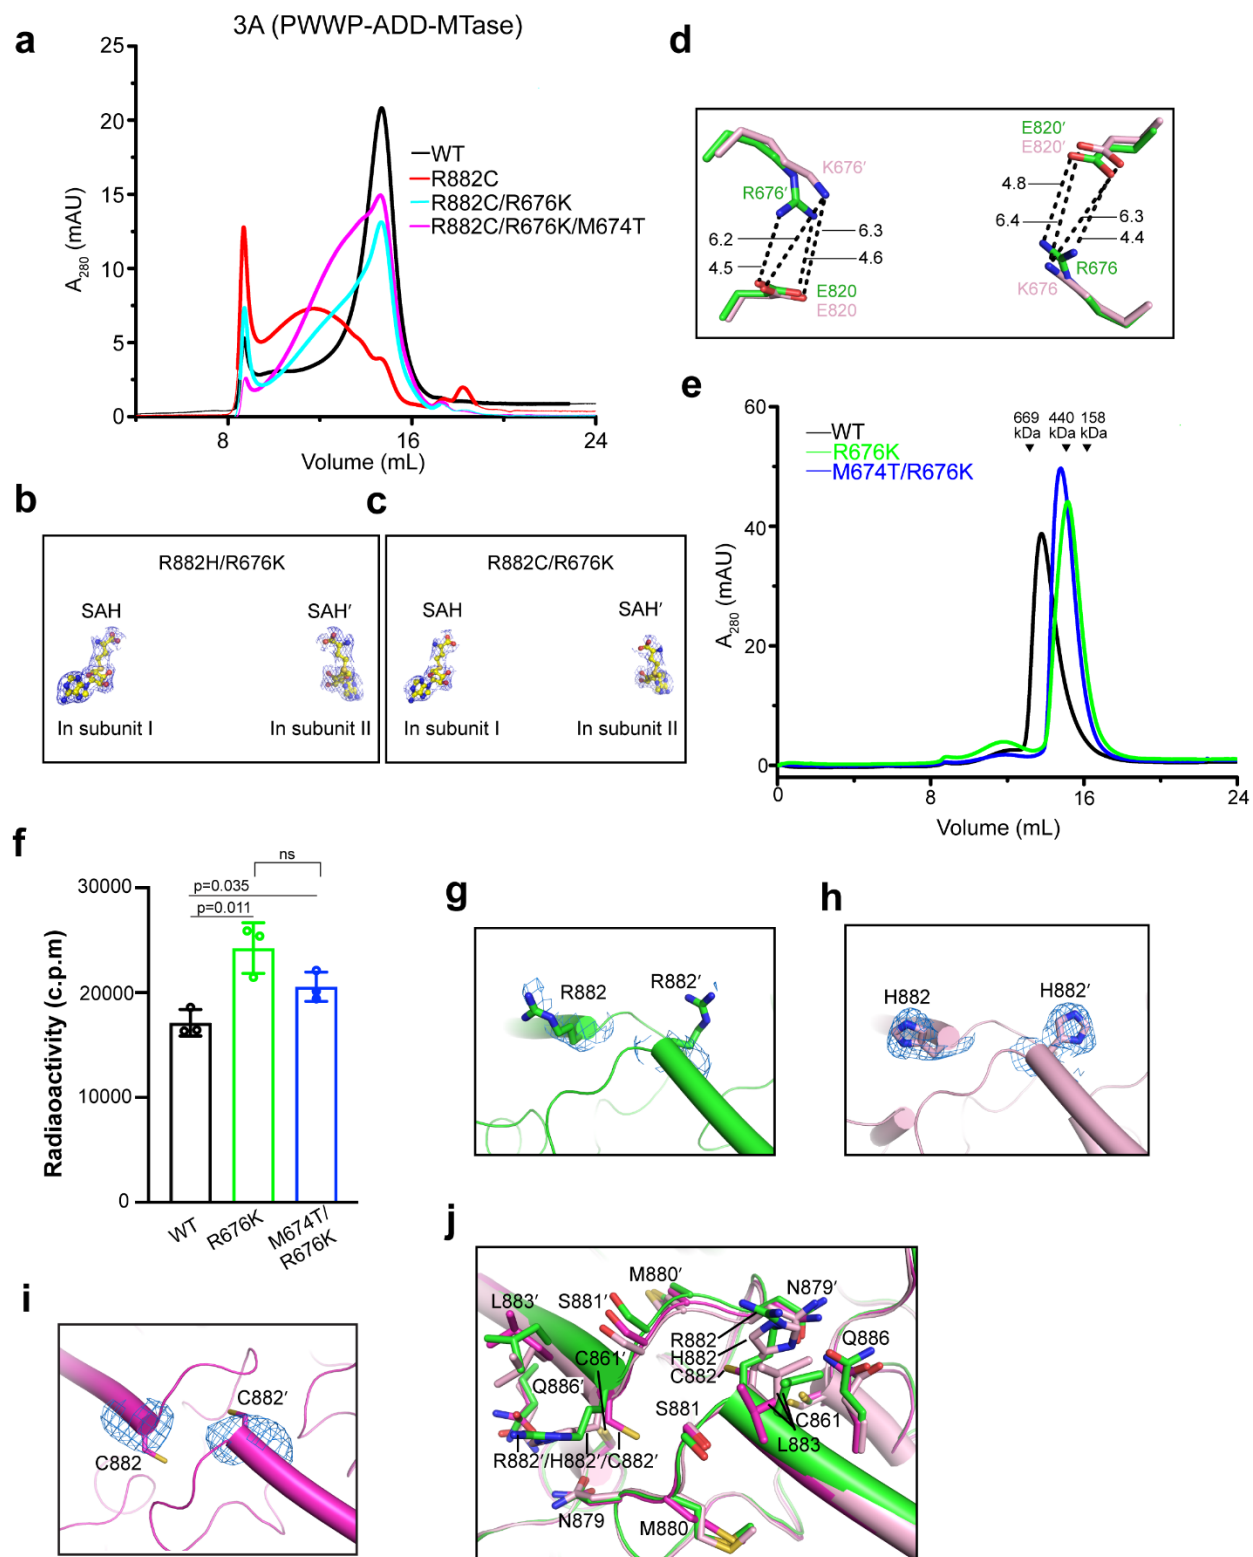 a
3A (PWWP-ADD-MTase)
25
20
15
10
5
0
A280 (mAU)
8
16
24
Volume (mL)
WT
R882C
R882C/R676K
R882C/R676K/M674T
b
R882H/R676K
SAH
SAH′
In subunit I
In subunit II
c
R882C/R676K
SAH
SAH′
In subunit I
In subunit II
d
K676′
R676′
6.2
4.5
6.3
4.6
E820
E820
E820′
E820′
4.8
6.4
6.3
4.4
R676
K676
e
60
40
20
0
A280 (mAU)
0
8
16
24
Volume (mL)
WT
R676K
M674T/R676K
669 440 158
kDa kDa kDa
f
ns
p=0.035
p=0.011
30000
20000
10000
0
Radiaoactivity (c.p.m)
WT
R676K
M674T/
R676K
g
R882
R882′
h
H882
H882′
i
C882′
C882
j
M880′
N879′
L883′
S881′
R882
H882
C882
Q886
C861′
Q886′
S881
C861
L883
R882′/H882′/C882′
N879
M880